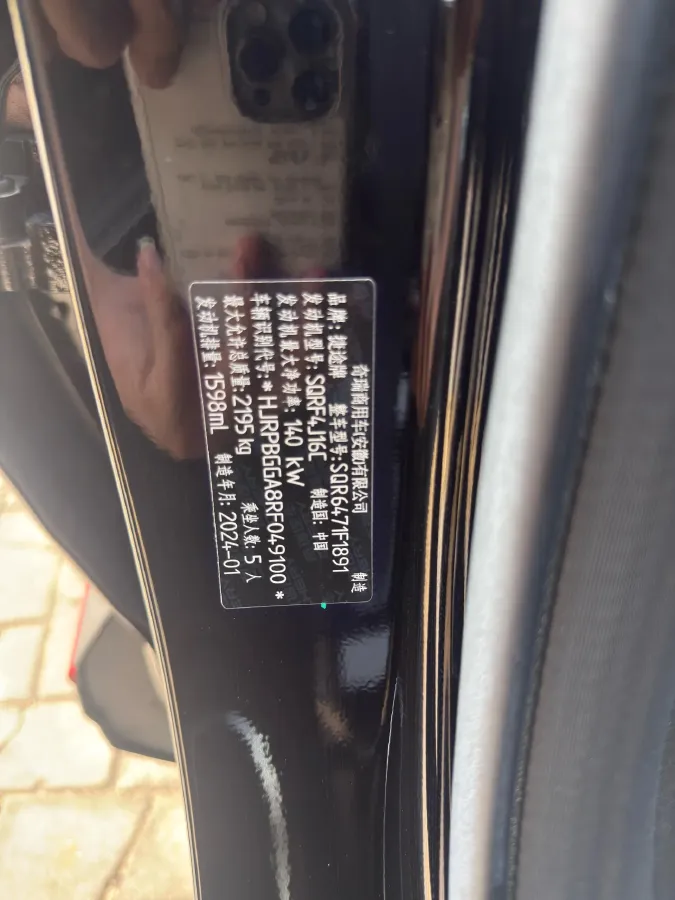 奇瑞商用车(安徽)有限公司 制造
品牌: 捷途牌 整车型号: SQR6471F1891
发动机型号: SQRF4J16C 制造国: 中国
发动机最大净功率: 140 kW
车辆识别代号: * HJRPBGGA8RF049100 *
最大允许总质量: 2195 kg 乘坐人数: 5 人
发动机排量: 1598mL 制造年月: 2024-01